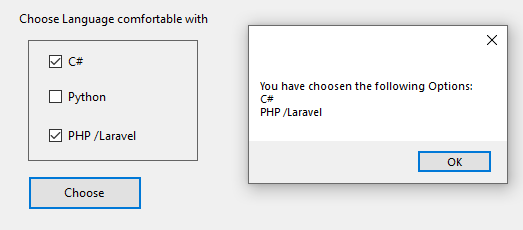 Choose Language comfortable with
C#
Python
PHP /Laravel
Choose
You have choosen the following Options:
C#
PHP /Laravel
OK